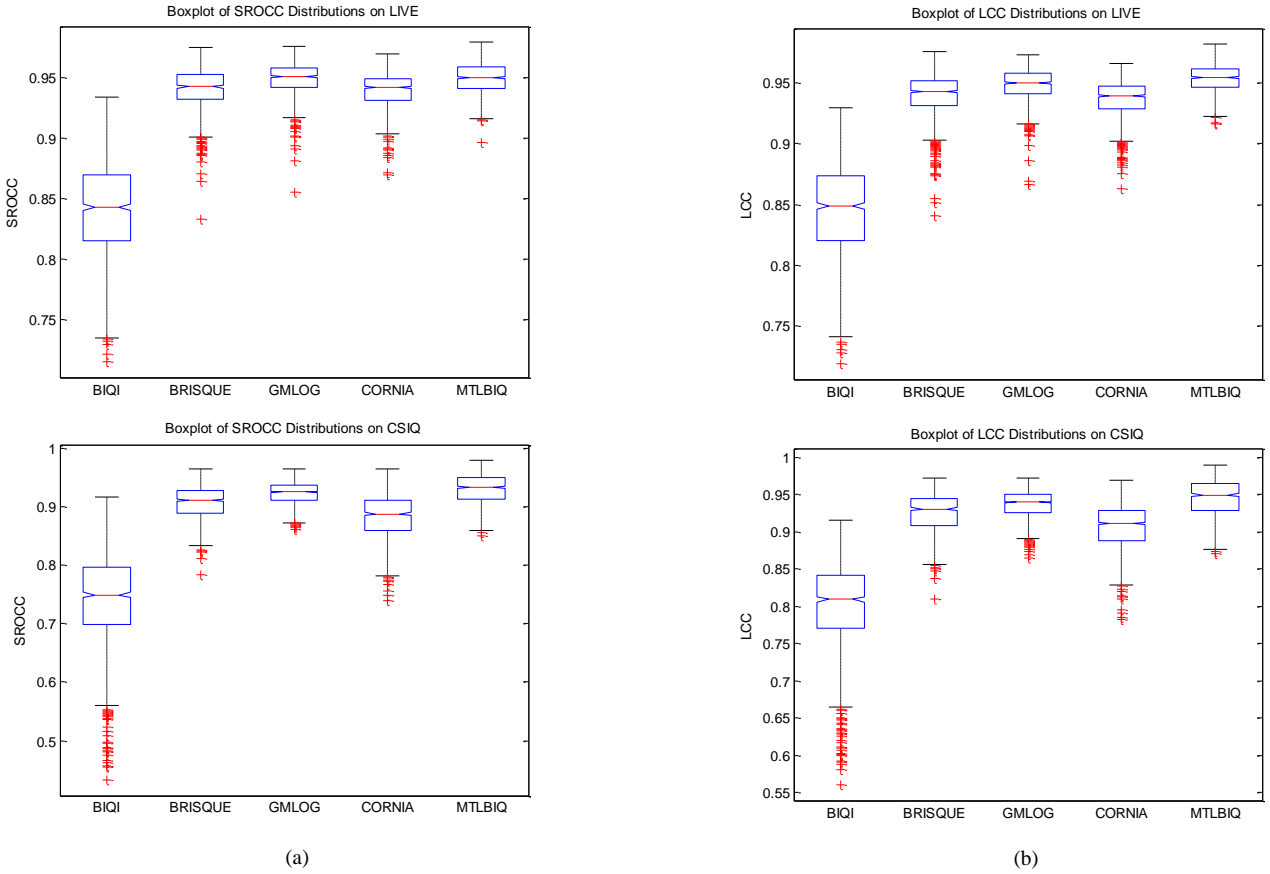 Boxplot of SROCC Distributions on LIVE
0.95
0.9
0.85
0.8
0.75
SROCC
BIQI BRISQUE GMLOG CORNIA MTLBIQ
Boxplot of LCC Distributions on LIVE
0.95
0.9
0.85
0.8
0.75
LCC
BIQI BRISQUE GMLOG CORNIA MTLBIQ
Boxplot of SROCC Distributions on CSIQ
1
0.9
0.8
0.7
0.6
0.5
SROCC
BIQI BRISQUE GMLOG CORNIA MTLBIQ
(a)
Boxplot of LCC Distributions on CSIQ
1
0.95
0.9
0.85
0.8
0.75
0.7
0.65
0.6
0.55
LCC
BIQI BRISQUE GMLOG CORNIA MTLBIQ
(b)